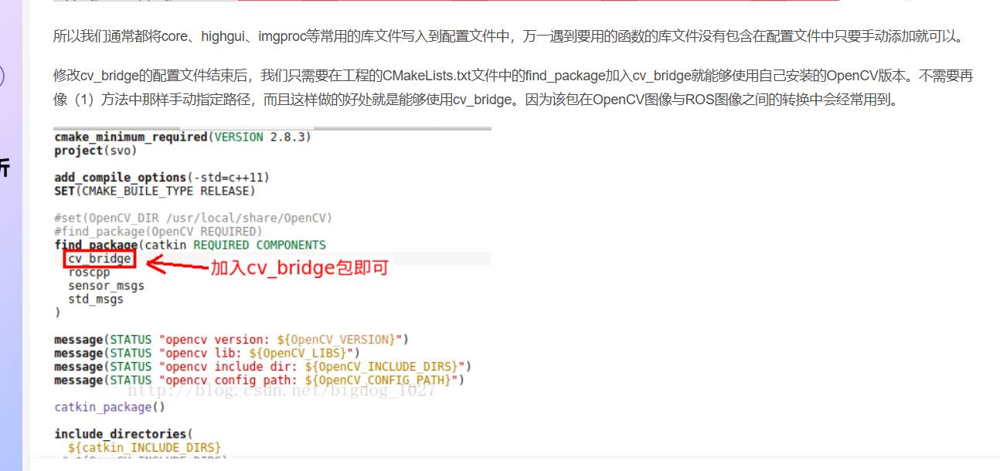 所以我们通常都将core、highgui、imgproc等常用的库文件写入到配置文件中，万一遇到要用的函数的库文件没有包含在配置文件中只要手动添加就可以。
修改cv_bridge的配置文件结束后，我们只需要在工程的CMakeLists.txt文件中的find_package加入cv_bridge就能够使用自己安装的OpenCV版本。不需要再
像（1）方法中那样手动指定路径，而且这样做的好处就是能够使用cv_bridge。因为该包在OpenCV图像与ROS图像之间的转换中会经常用到。
cmake_minimum_required(VERSION 2.8.3)
project(svo)
add_compile_options(-std=c++11)
SET(CMAKE_BUILE_TYPE RELEASE)
#set(OpenCV_DIR /usr/local/share/OpenCV)
#find_package(OpenCV REQUIRED)
find_package(catkin REQUIRED COMPONENTS
cv_bridge
加入cv_bridge包即可
roscpp
sensor_msgs
std_msgs
)
message(STATUS "opencv version: ${OpenCV_VERSION}")
message(STATUS "opencv lib: ${OpenCV_LIBS}")
message(STATUS "opencv include dir: ${OpenCV_INCLUDE_DIRS}")
message(STATUS "opencv config path: ${OpenCV_CONFIG_PATH}")
http://blog.csdn.net/bigdog_1027
catkin_package()
include_directories(
${catkin_INCLUDE_DIRS}